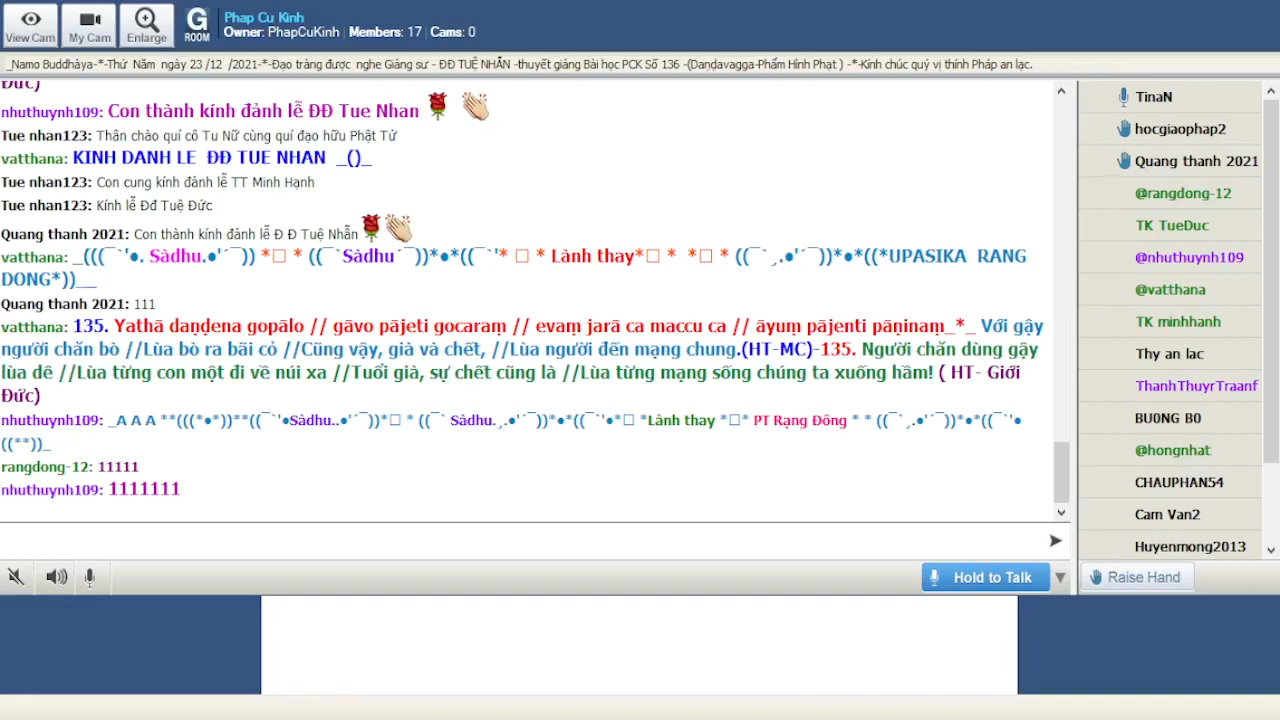 View Cam
My Cam
Enlarge
G
ROOM
Phap Cu Kinh
Owner: PhapCuKinh | Members: 17 | Cams: 0
_Namo Buddhàya-*-Thứ Năm ngày 23 /12 /2021-*-Đạo tràng được nghe Giảng sư - ĐĐ TUỆ NHẪN -thuyết giảng Bài học PCK Số 136 -(Daṇḍavagga-Phẩm Hình Phạt ) -*-Kính chúc quý vị thính Pháp an lạc.
Đức)
nhuthuynh109: Con thành kính đảnh lễ ĐĐ Tue Nhan
Tue nhan123: Thân chào quí cô Tu Nữ cùng quí đạo hữu Phật Tử
vatthana: KINH DANH LE ĐĐ TUE NHAN _()_
Tue nhan123: Con cung kính đảnh lễ TT Minh Hạnh
Tue nhan123: Kính lễ Đđ Tuệ Đức
Quang thanh 2021: Con thành kính đảnh lễ Đ Đ Tuệ Nhẫn
vatthana: _(((¯`'•. Sàdhu.•'´¯)) *□ * ((¯`Sàdhu´¯))*•*((¯`'* □ * Lành thay*□ * *□ * ((¯`¸.•'´¯))*•*((*UPASIKA RANG
DONG*))__
Quang thanh 2021: 111
vatthana: 135. Yathā daṇḍena gopālo // gāvo pājeti gocaraṃ // evaṃ jarā ca maccu ca // āyuṃ pājenti pāṇinaṃ_*_ Với gậy
người chăn bò //Lùa bò ra bãi cỏ //Cũng vậy, già và chết, //Lùa người đến mạng chung.(HT-MC)-135. Người chăn dùng gậy
lùa dê //Lùa từng con một đi về núi xa //Tuổi già, sự chết cũng là //Lùa từng mạng sống chúng ta xuống hầm! ( HT- Giới
Đức)
nhuthuynh109: _A A A **(((*•*))**((¯`'•Sàdhu..•'´¯))*□ * ((¯` Sàdhu.¸.•'´¯))*•*((¯`'•*□ *Lành thay *□* PT Rạng Đông * * ((¯`¸.•'´¯))*•*((¯`'•
((**))_
rangdong-12: 11111
nhuthuynh109: 1111111
Hold to Talk
TinaN
hocgiaophap2
Quang thanh 2021
@rangdong-12
TK TueDuc
@nhuthuynh109
@vatthana
TK minhhanh
Thy an lac
ThanhThuyrTraanf
BU0NG B0
@hongnhat
CHAUPHAN54
Cam Van2
Huyenmong2013
Raise Hand